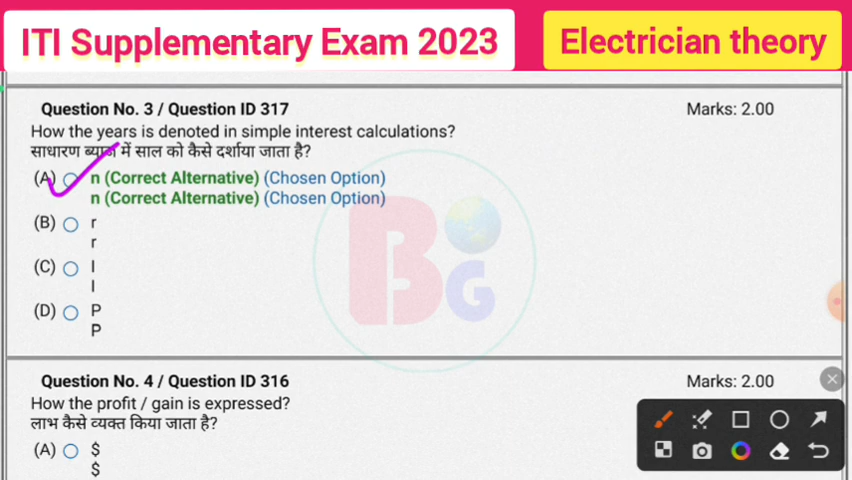 ITI Supplementary Exam 2023
Electrician theory
Question No. 3 / Question ID 317
Marks: 2.00
How the years is denoted in simple interest calculations?
साधारण ब्याज में साल को कैसे दर्शाया जाता है?
(A) n (Correct Alternative) (Chosen Option)
n (Correct Alternative) (Chosen Option)
(B) r
r
(C) I
I
(D) P
P
BG
Question No. 4 / Question ID 316
Marks: 2.00
How the profit / gain is expressed?
लाभ कैसे व्यक्त किया जाता है?
(A) $
$